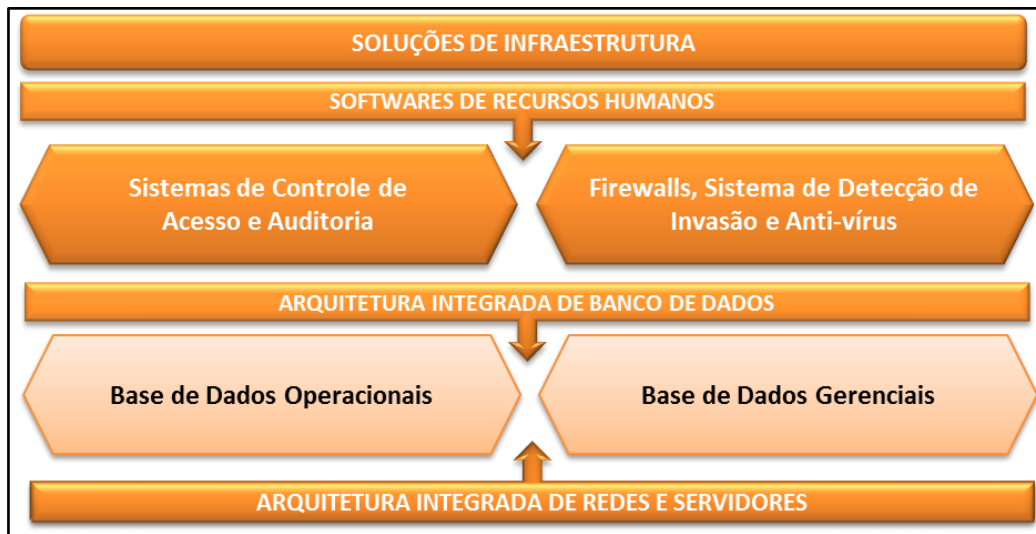 SOLUÇÕES DE INFRAESTRUTURA
SOFTWARES DE RECURSOS HUMANOS
Sistemas de Controle de
Acesso e Auditoria
Firewalls, Sistema de Detecção de
Invasão e Anti-vírus
ARQUITETURA INTEGRADA DE BANCO DE DADOS
Base de Dados Operacionais
Base de Dados Gerenciais
ARQUITETURA INTEGRADA DE REDES E SERVIDORES